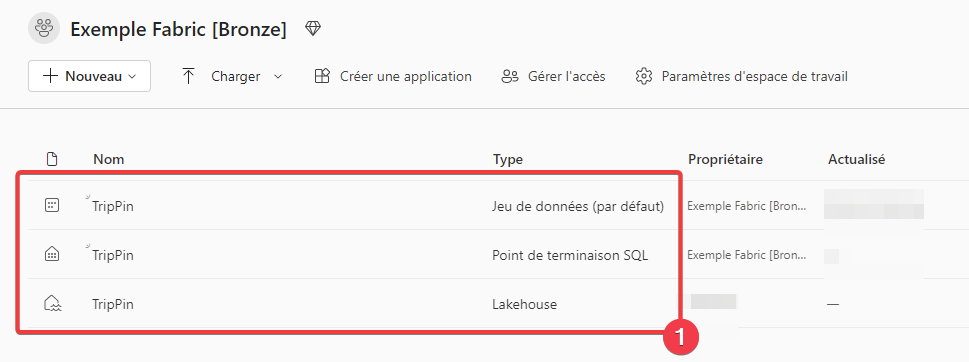 Exemple Fabric [Bronze]
Nouveau Charger Créer une application Gérer l'accès Paramètres d'espace de travail
Nom Type Propriétaire Actualisé
TripPin Jeu de données (par défaut) Exemple Fabric [Bron...
TripPin Point de terminaison SQL Exemple Fabric [Bron...
TripPin Lakehouse —
1